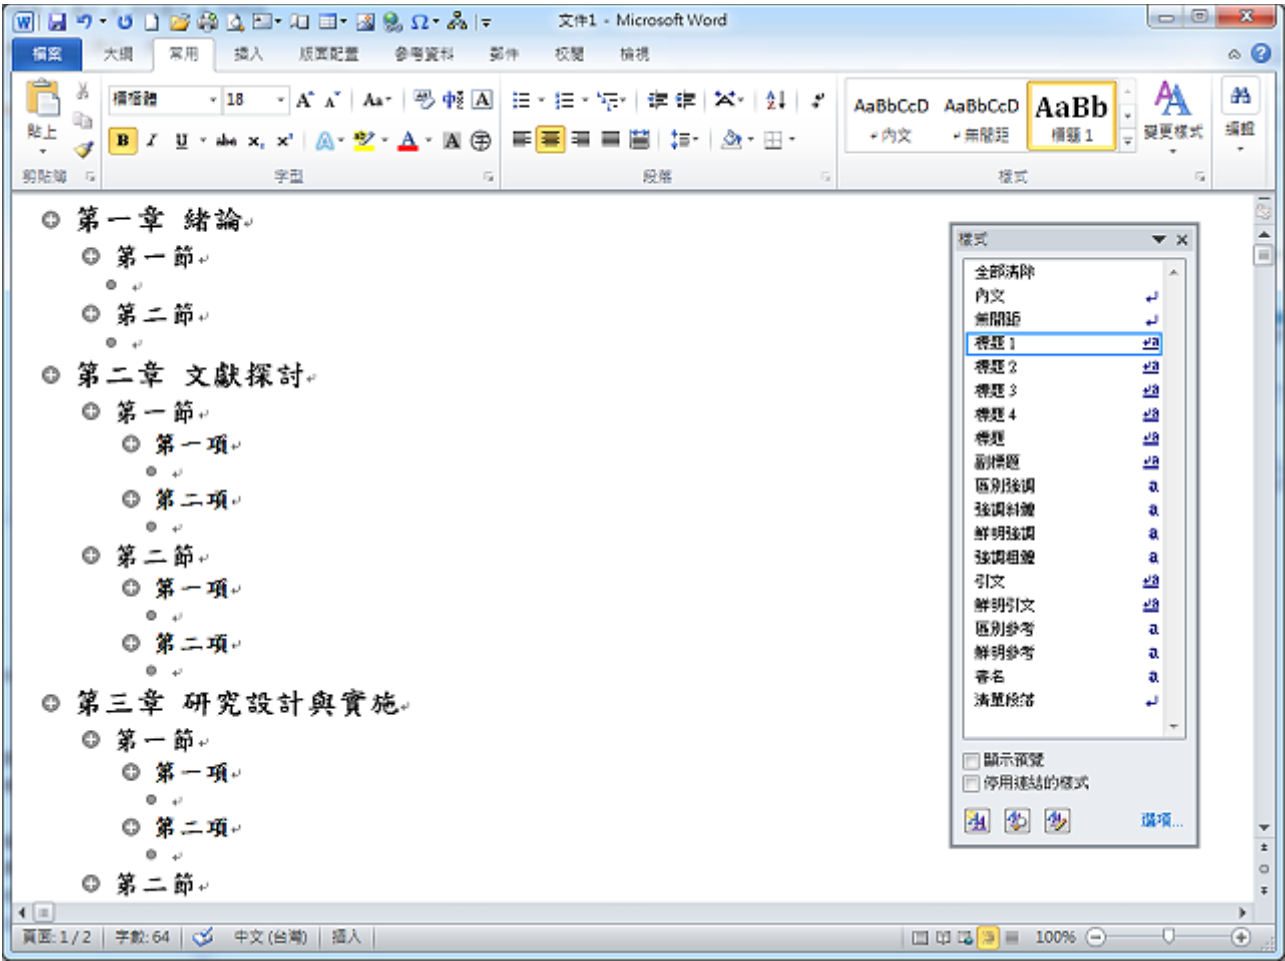 文件1 - Microsoft Word
檔案 大綱 常用 插入 版面配置 參考資料 郵件 校閱 檢視
標楷體 18
貼上
B I U abc x, x²
AaBbCcD AaBbCcD AaBb
內文 無間距 標題 1
變更樣式 編輯
剪貼簿 字型 段落 樣式
第一章 緒論
第一節
第二節
第二章 文獻探討
第一節
第一項
第二項
第二節
第一項
第二項
第三章 研究設計與實施
第一節
第一項
第二項
第二節
樣式
全部清除
內文
無間距
標題 1
標題 2
標題 3
標題 4
標題
副標題
區別強調
強調斜體
鮮明強調
強調粗體
引文
鮮明引文
區別參考
鮮明參考
書名
清單段落
顯示預覽
停用連結的樣式
選項...
頁面: 1 / 2 字數: 64 中文 (台灣) 插入 100%